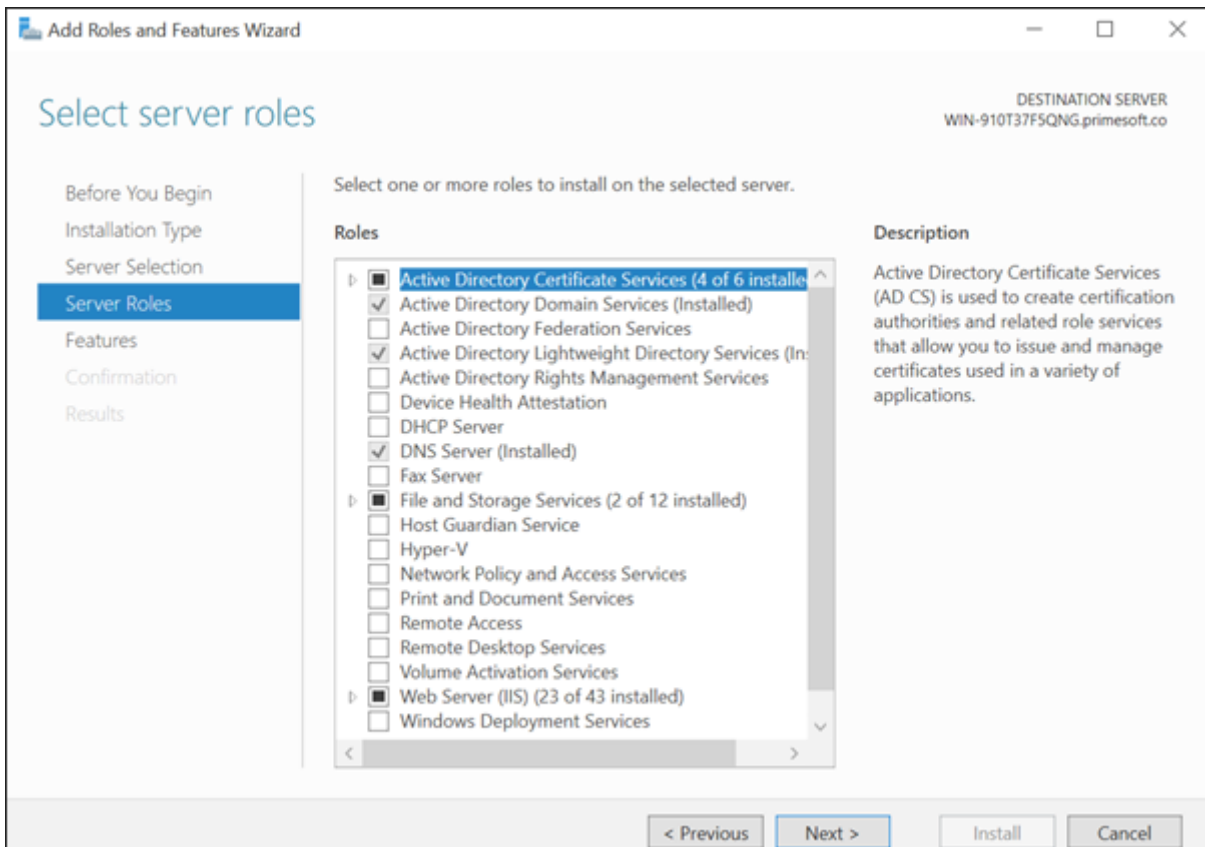 Add Roles and Features Wizard
Select server roles
DESTINATION SERVER
WIN-910T37F5QNG.primesoft.co
Before You Begin
Installation Type
Server Selection
Server Roles
Features
Confirmation
Results
Select one or more roles to install on the selected server.
Roles
Active Directory Certificate Services (4 of 6 installe
Active Directory Domain Services (Installed)
Active Directory Federation Services
Active Directory Lightweight Directory Services (In
Active Directory Rights Management Services
Device Health Attestation
DHCP Server
DNS Server (Installed)
Fax Server
File and Storage Services (2 of 12 installed)
Host Guardian Service
Hyper-V
Network Policy and Access Services
Print and Document Services
Remote Access
Remote Desktop Services
Volume Activation Services
Web Server (IIS) (23 of 43 installed)
Windows Deployment Services
Description
Active Directory Certificate Services
(AD CS) is used to create certification
authorities and related role services
that allow you to issue and manage
certificates used in a variety of
applications.
< Previous
Next >
Install
Cancel